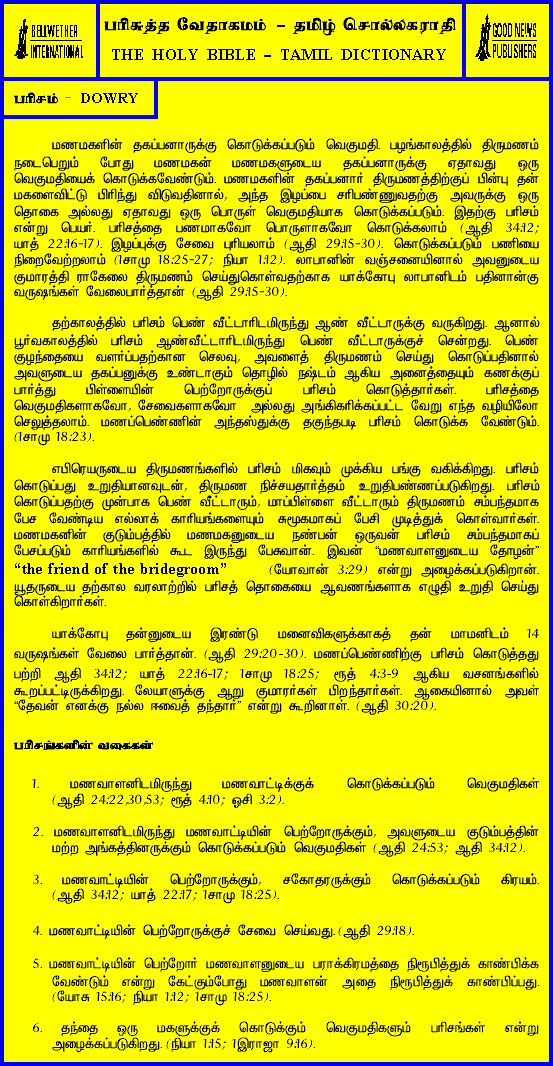 BELLWETHER
INTERNATIONAL
பரிசுத்த வேதாகமம் - தமிழ் சொல்லகராதி
THE HOLY BIBLE - TAMIL DICTIONARY
GOOD NEWS
PUBLISHERS
பரிசம் - DOWRY
மணமகளின் தகப்பனாருக்கு கொடுக்கப்படும் வெகுமதி. பழங்காலத்தில் திருமணம்
நடைபெறும் போது மணமகன் மணமகளுடைய தகப்பனாருக்கு ஏதாவது ஒரு
வெகுமதியைக் கொடுக்கவேண்டும். மணமகளின் தகப்பனார் திருமணத்திற்குப் பின்பு தன்
மகளைவிட்டு பிரிந்து விடுவதினால், அந்த இழப்பை சரிபண்ணுவதற்கு அவருக்கு ஒரு
தொகை அல்லது ஏதாவது ஒரு பொருள் வெகுமதியாக கொடுக்கப்படும். இதற்கு பரிசம்
என்று பெயர். பரிசத்தை பணமாகவோ பொருளாகவோ கொடுக்கலாம் (ஆதி 34:12;
யாத் 22:16-17). இழப்புக்கு சேவை புரியலாம் (ஆதி 29:15-30). கொடுக்கப்படும் பணியை
நிறைவேற்றலாம் (1சாமு 18:25-27; நியா 1:12). லாபானின் வஞ்சனையினால் அவனுடைய
குமாரத்தி ராகேலை திருமணம் செய்துகொள்வதற்காக யாக்கோபு லாபானிடம் பதினான்கு
வருஷங்கள் வேலைபார்த்தான் (ஆதி 29:15-30).
தற்காலத்தில் பரிசம் பெண் வீட்டாரிடமிருந்து ஆண் வீட்டாருக்கு வருகிறது. ஆனால்
பூர்வகாலத்தில் பரிசம் ஆண்வீட்டாரிடமிருந்து பெண் வீட்டாருக்குச் சென்றது. பெண்
குழந்தையை வளர்ப்பதற்கான செலவு, அவளைத் திருமணம் செய்து கொடுப்பதினால்
அவளுடைய தகப்பனுக்கு உண்டாகும் தொழில் நஷ்டம் ஆகிய அனைத்தையும் கணக்குப்
பார்த்து பிள்ளையின் பெற்றோருக்குப் பரிசம் கொடுத்தார்கள். பரிசத்தை
வெகுமதிகளாகவோ, சேவைகளாகவோ அல்லது அங்கிகரிக்கப்பட்ட வேறு எந்த வழியிலோ
செலுத்தலாம். மணப்பெண்ணின் அந்தஸ்துக்கு தகுந்தபடி பரிசம் கொடுக்க வேண்டும்.
(1சாமு 18:23).
எபிரெயருடைய திருமணங்களில் பரிசம் மிகவும் முக்கிய பங்கு வகிக்கிறது. பரிசம்
கொடுப்பது உறுதியானவுடன், திருமண நிச்சயதார்த்தம் உறுதிபண்ணப்படுகிறது. பரிசம்
கொடுப்பதற்கு முன்பாக பெண் வீட்டாரும், மாப்பிள்ளை வீட்டாரும் திருமணம் சம்பந்தமாக
பேச வேண்டிய எல்லாக் காரியங்களையும் சுமூகமாகப் பேசி முடித்துக் கொள்வார்கள்.
மணமகனின் குடும்பத்தில் மணமகனுடைய நண்பன் ஒருவன் பரிசம் சம்பந்தமாகப்
பேசப்படும் காரியங்களில் கூட இருந்து பேசுவான். இவன் "மணவாளனுடைய தோழன்"
"the friend of the bridegroom" (யோவான் 3:29) என்று அழைக்கப்படுகிறான்.
யூதருடைய தற்கால வரலாற்றில் பரிசத் தொகையை ஆவணங்களாக எழுதி உறுதி செய்து
கொள்கிறார்கள்.
யாக்கோபு தன்னுடைய இரண்டு மனைவிகளுக்காகத் தன் மாமனிடம் 14
வருஷங்கள் வேலை பார்த்தான். (ஆதி 29:20-30). மணப்பெண்ணிற்கு பரிசம் கொடுத்தது
பற்றி ஆதி 34:12; யாத் 22:16-17; 1சாமு 18:25; ரூத் 4:3-9 ஆகிய வசனங்களில்
கூறப்பட்டிருக்கிறது. லேயாளுக்கு ஆறு குமாரர்கள் பிறந்தார்கள். ஆகையினால் அவள்
"தேவன் எனக்கு நல்ல ஈவைத் தந்தார்" என்று கூறினாள். (ஆதி 30:20).
பரிசங்களின் வகைகள்
1. மணவாளனிடமிருந்து மணவாட்டிக்குக் கொடுக்கப்படும் வெகுமதிகள்
(ஆதி 24:22,30,53; ரூத் 4:10; ஓசி 3:2).
2. மணவாளனிடமிருந்து மணவாட்டியின் பெற்றோருக்கும், அவளுடைய குடும்பத்தின்
மற்ற அங்கத்தினருக்கும் கொடுக்கப்படும் வெகுமதிகள் (ஆதி 24:53; ஆதி 34:12).
3. மணவாட்டியின் பெற்றோருக்கும், சகோதரருக்கும் கொடுக்கப்படும் கிரயம்.
(ஆதி 34:12; யாத் 22:17; 1சாமு 18:25).
4. மணவாட்டியின் பெற்றோருக்குச் சேவை செய்வது. (ஆதி 29:18).
5. மணவாட்டியின் பெற்றோர் மணவாளனுடைய பராக்கிரமத்தை நிரூபித்துக் காண்பிக்க
வேண்டும் என்று கேட்கும்போது மணவாளன் அதை நிரூபித்துக் காண்பிப்பது.
(யோசு 15:16; நியா 1:12; 1சாமு 18:25).
6. தந்தை ஒரு மகளுக்குக் கொடுக்கும் வெகுமதிகளும் பரிசங்கள் என்று
அழைக்கப்படுகிறது. (நியா 1:15; 1இராஜா 9:16).